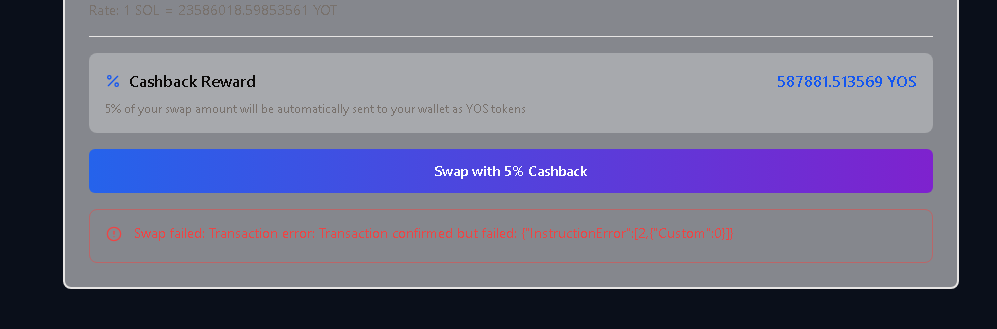 Rate: 1 SOL = 23586018.59853561 YOT
Cashback Reward
587881.513569 YOS
5% of your swap amount will be automatically sent to your wallet as YOS tokens
Swap with 5% Cashback
Swap failed: Transaction error: Transaction confirmed but failed: {"InstructionError":[2,{"Custom":0}]}